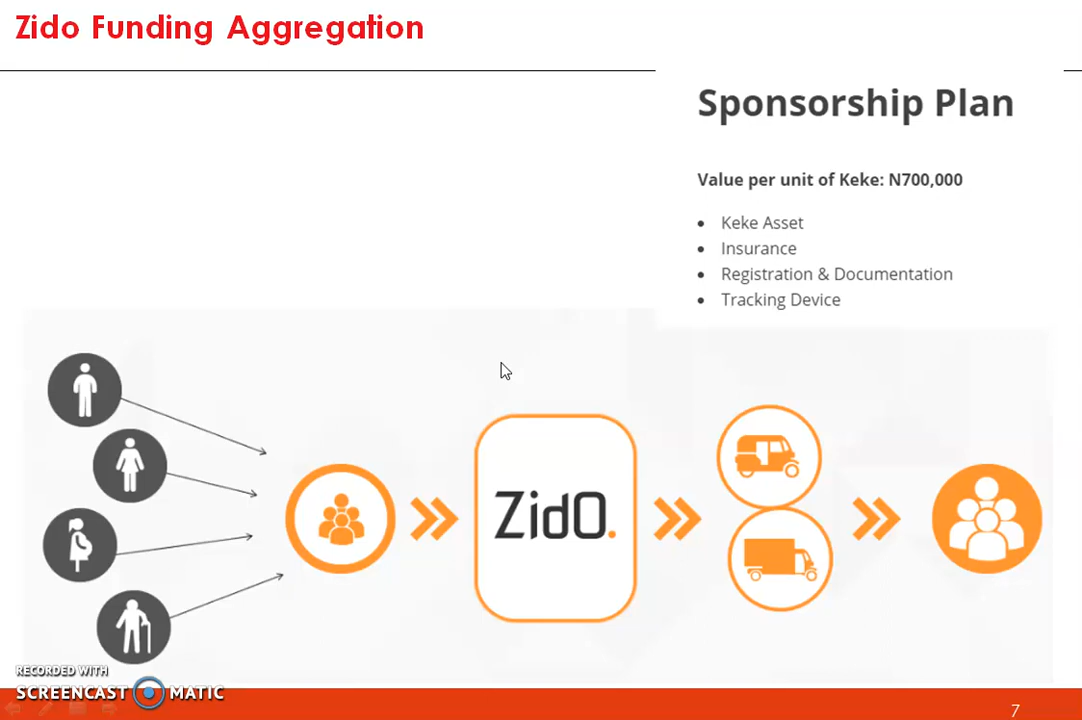 Zido Funding Aggregation
Sponsorship Plan
Value per unit of Keke: N700,000
• Keke Asset
• Insurance
• Registration & Documentation
• Tracking Device
ZidO.
RECORDED WITH
SCREENCAST MATIC
7